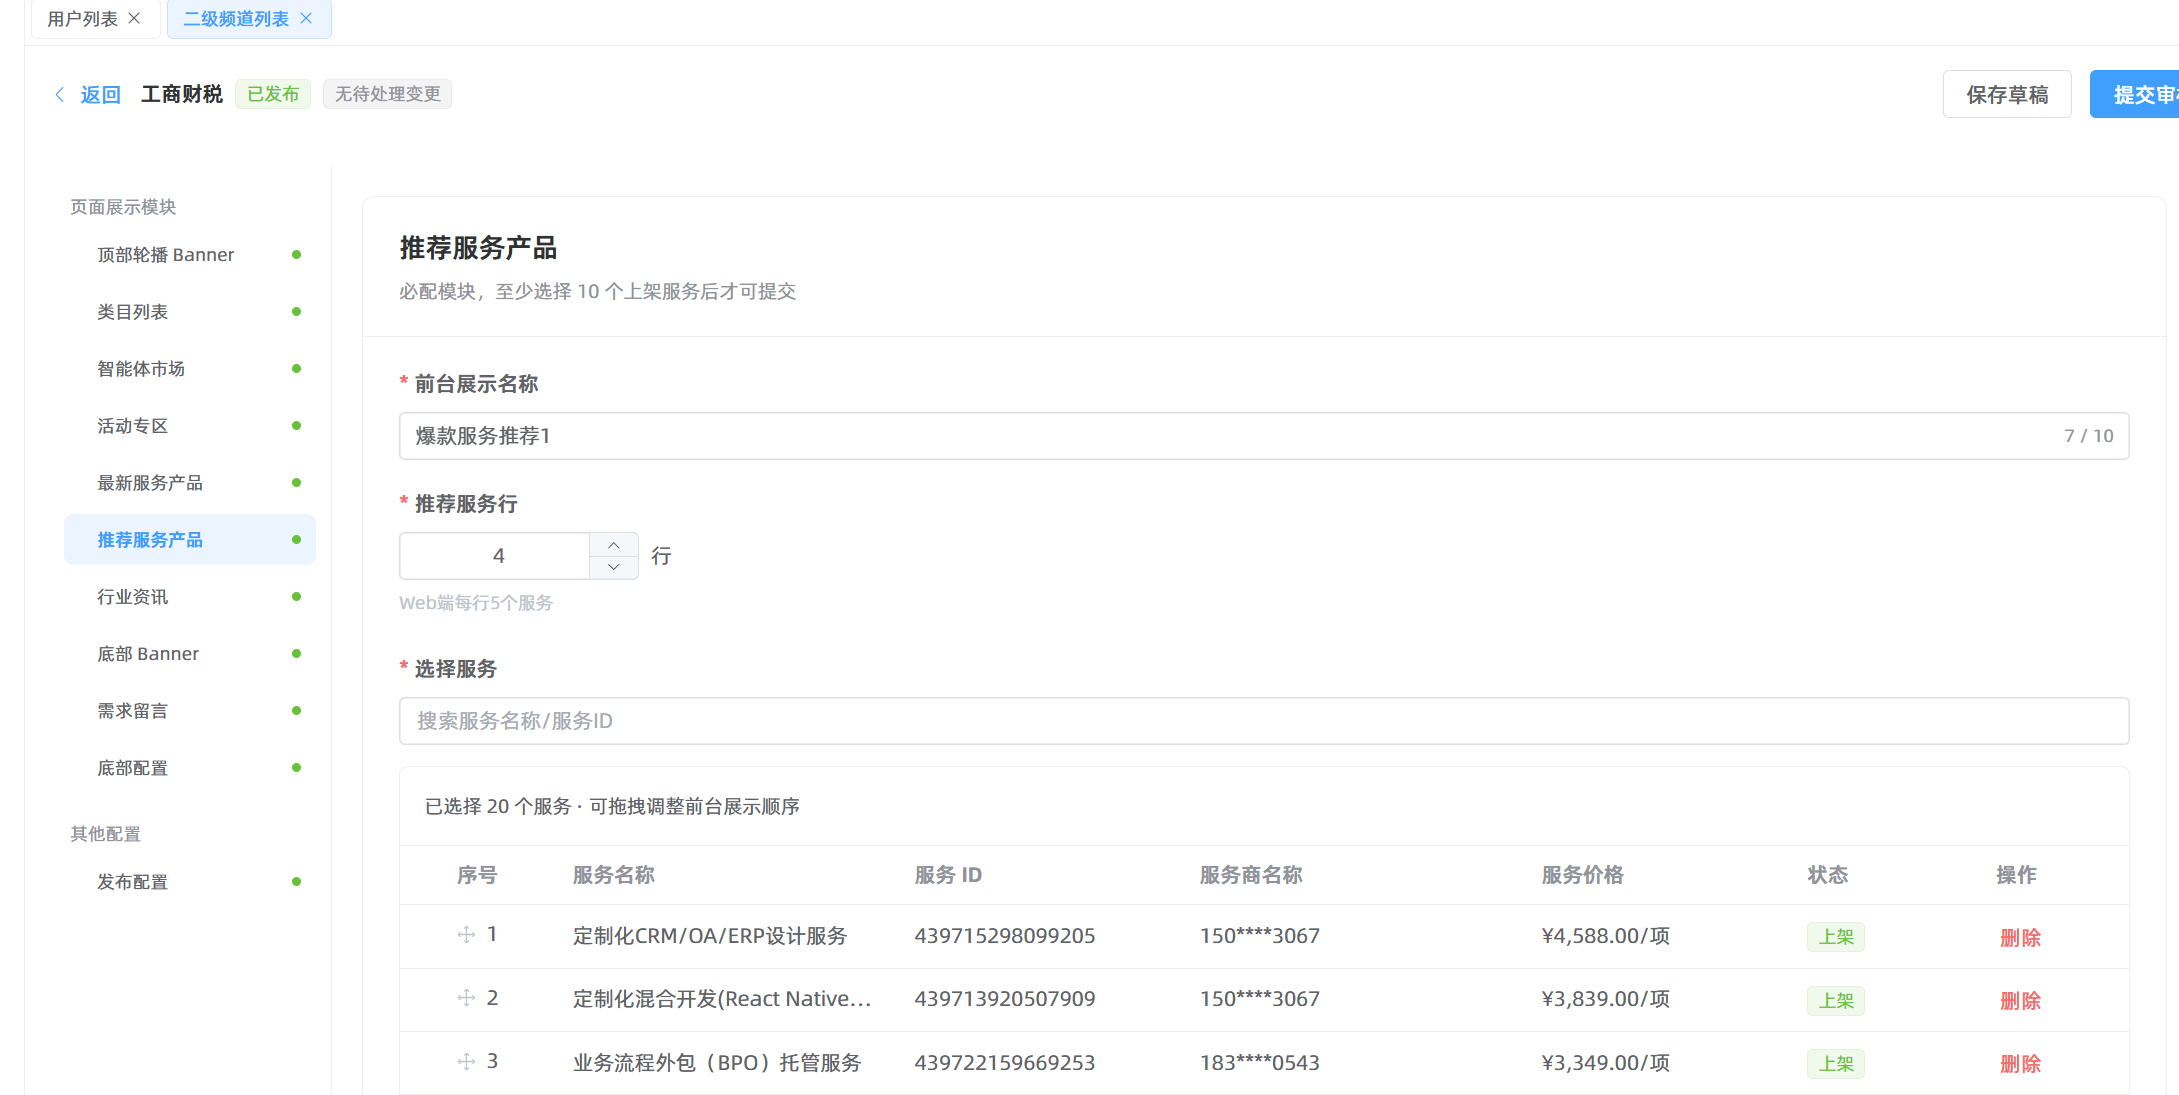 用户列表
二级频道列表
返回 工商财税 已发布 无待处理变更
保存草稿
提交审
页面展示模块
顶部轮播 Banner
类目列表
智能体市场
活动专区
最新服务产品
推荐服务产品
行业资讯
底部 Banner
需求留言
底部配置
其他配置
发布配置
推荐服务产品
必配模块，至少选择 10 个上架服务后才可提交
* 前台展示名称
爆款服务推荐1 7 / 10
* 推荐服务行
4 行
Web端每行5个服务
* 选择服务
搜索服务名称/服务ID
已选择 20 个服务 · 可拖拽调整前台展示顺序
序号 服务名称 服务 ID 服务商名称 服务价格 状态 操作
1 定制化CRM/OA/ERP设计服务 439715298099205 150****3067 ¥4,588.00/项 上架 删除
2 定制化混合开发(React Native... 439713920507909 150****3067 ¥3,839.00/项 上架 删除
3 业务流程外包（BPO）托管服务 439722159669253 183****0543 ¥3,349.00/项 上架 删除